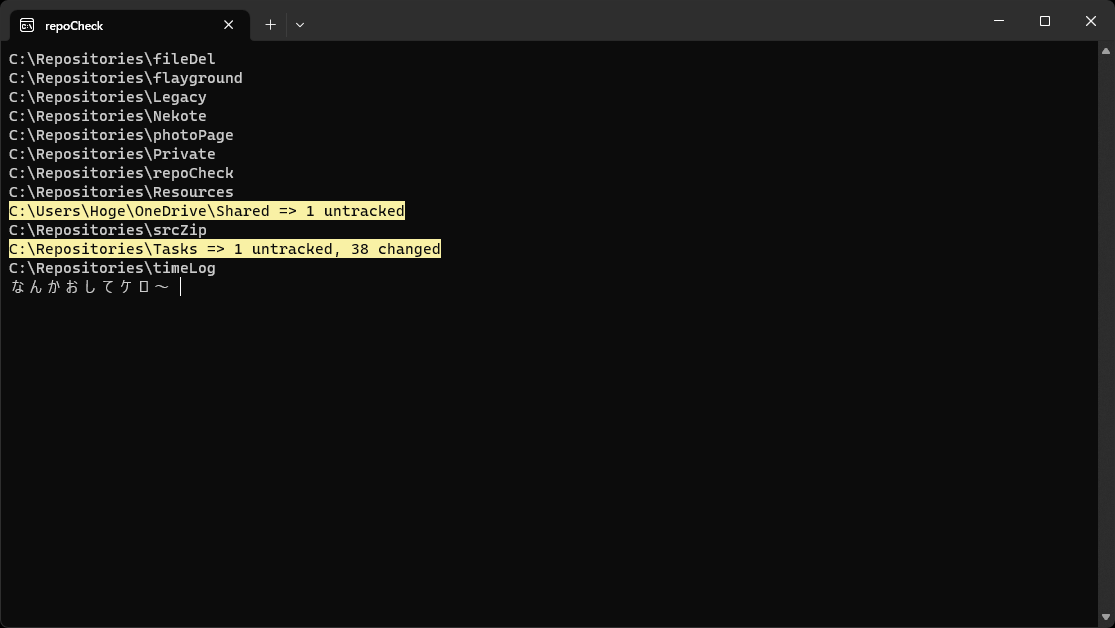 repoCheck
C:\Repositories\fileDel
C:\Repositories\flayground
C:\Repositories\Legacy
C:\Repositories\Nekote
C:\Repositories\photoPage
C:\Repositories\Private
C:\Repositories\repoCheck
C:\Repositories\Resources
C:\Users\Hoge\OneDrive\Shared => 1 untracked
C:\Repositories\srcZip
C:\Repositories\Tasks => 1 untracked, 38 changed
C:\Repositories\timeLog
なんかおしてケロ～